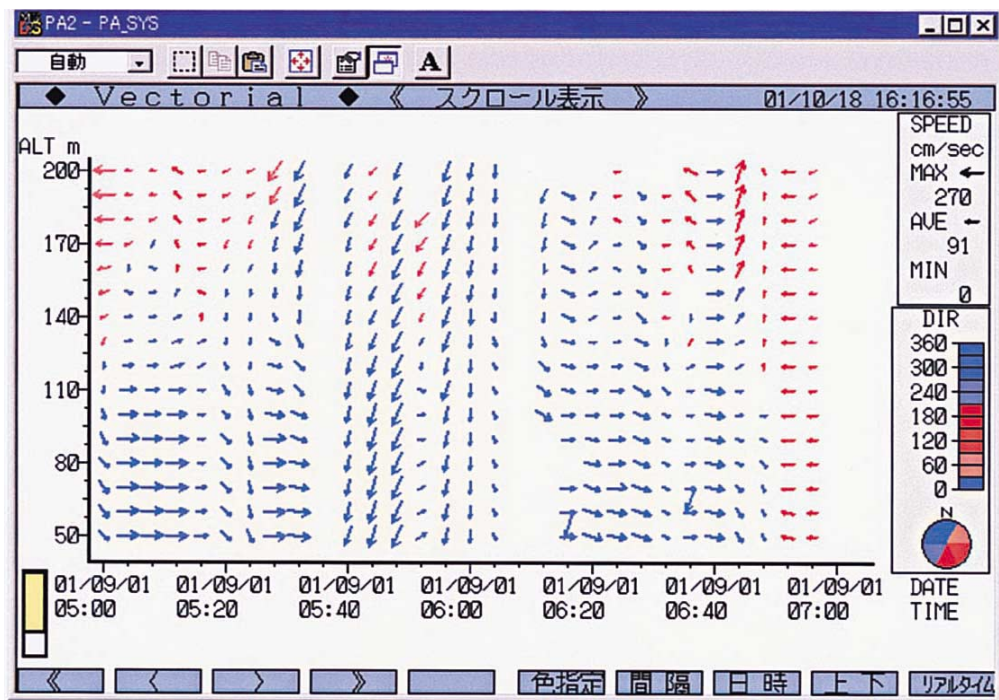 PA2 - PA_SYS
自動
A
◆ Vectorial ◆ 《 スクロール表示 》 01/10/18 16:16:55
ALT m
200
170
140
110
80
50
SPEED
cm/sec
MAX ←
270
AVE ←
91
MIN
0
DIR
360
300
240
180
120
60
0
N
01/09/01 01/09/01 01/09/01 01/09/01 01/09/01 01/09/01 01/09/01 DATE
05:00 05:20 05:40 06:00 06:20 06:40 07:00 TIME
《 〈 〉 》 色指定 間隔 日時 上下 リアルタイム